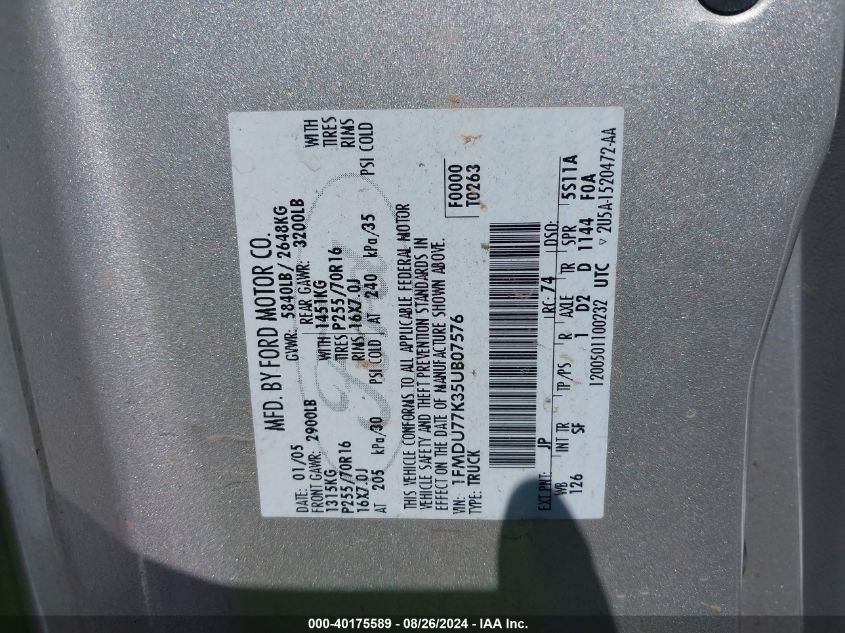 MFD. BY FORD MOTOR CO.
DATE: 01/05 GVWR: 5840LB/ 2648KG
FRONT GAWR: 2900LB REAR GAWR: 3200LB
1315KG WITH 1451KG WITH
P255/70R16 TIRES P255/70R16 TIRES
16X7.0J RIMS 16X7.0J RIMS
AT 205 kPa/30 PSI COLD AT 240 kPa/35 PSI COLD
THIS VEHICLE CONFORMS TO ALL APPLICABLE FEDERAL MOTOR
VEHICLE SAFETY AND THEFT PREVENTION STANDARDS IN
EFFECT ON THE DATE OF MANUFACTURE SHOWN ABOVE.
VIN: 1FMDU77K35UB07576 F0000
TYPE: TRUCK T0263
EXT PNT: JP RC: 74 DSO:
WB INT TR TP/PS R AXLE TR SPR 5S11A
126 SF 1 D2 D 1144 F0A
1200501100232 UTC ▽ 2U5A-1520472-AA
Ford
000-40175589 - 08/26/2024 - IAA Inc.